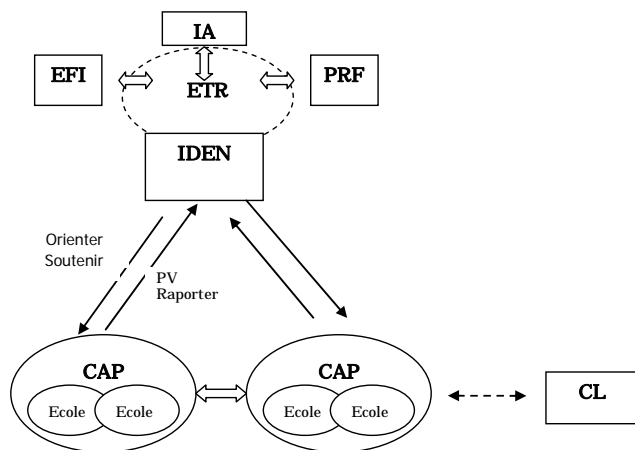 IA
EFI
ETR
PRF
IDEN
Orienter
Soutenir
PV
Raporter
CAP
Ecole
Ecole
CAP
Ecole
Ecole
CL